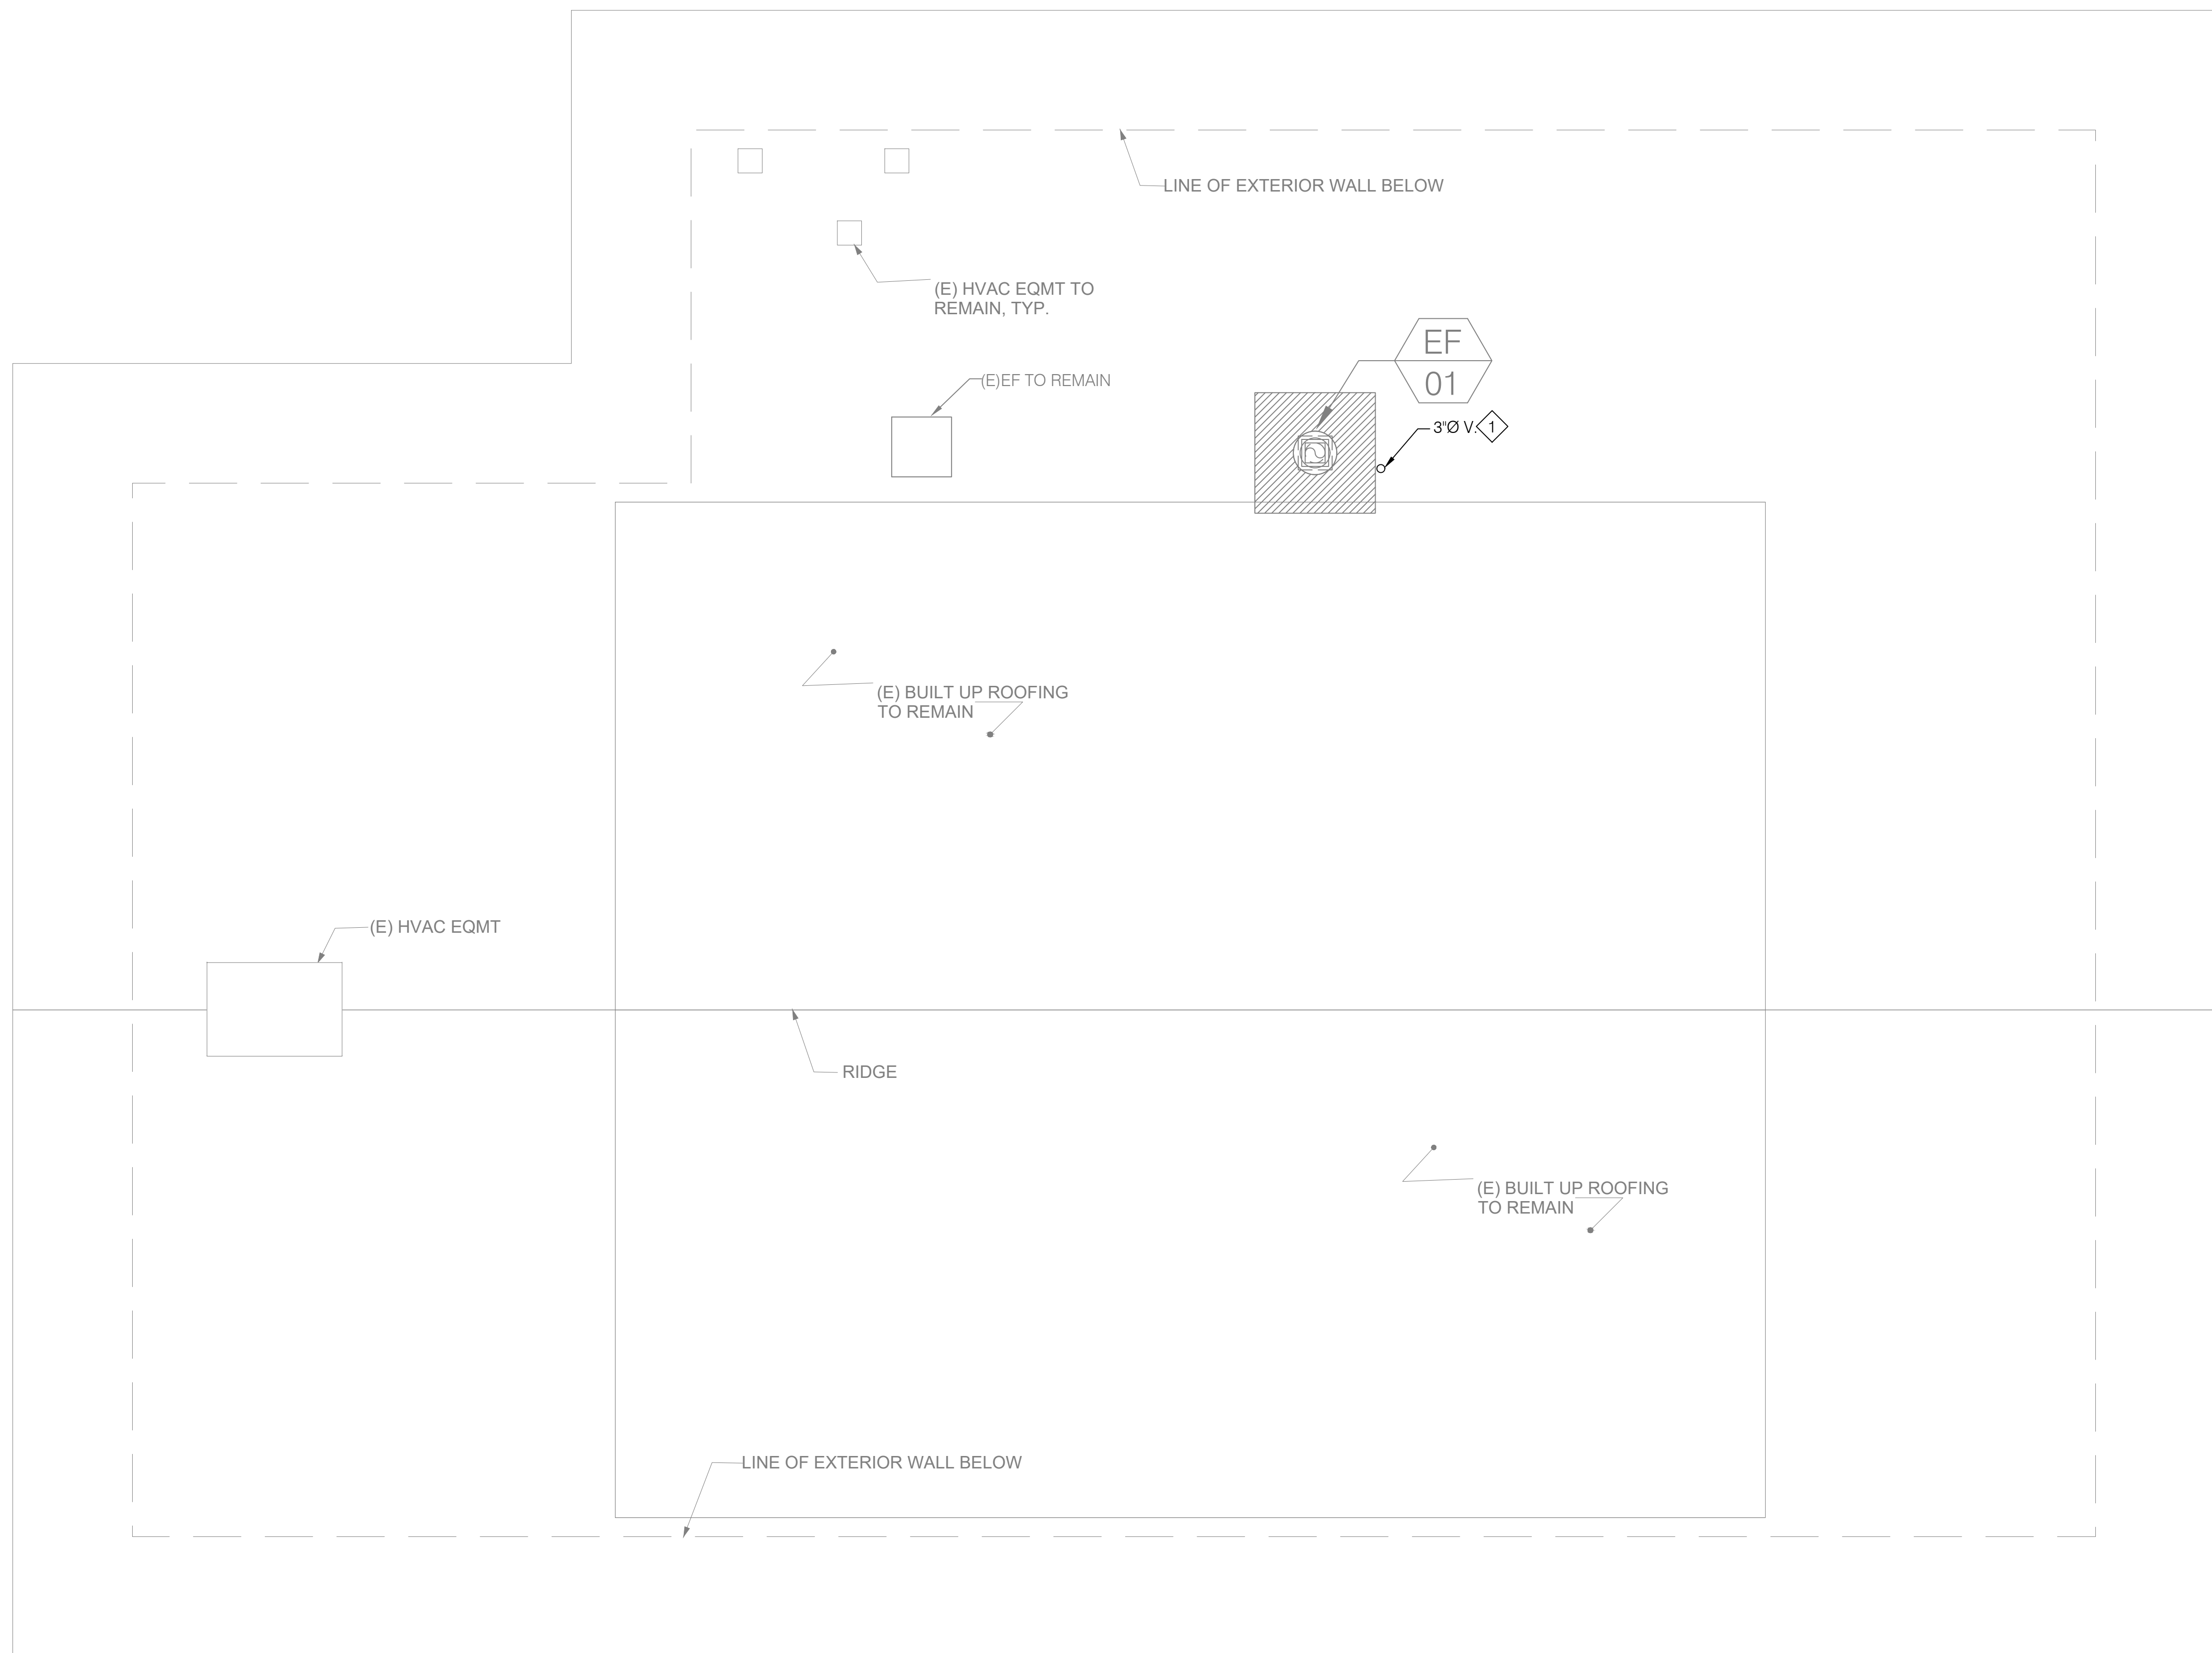 LINE OF EXTERIOR WALL BELOW
(E) HVAC EQMT TO
REMAIN, TYP.
EF
01
(E)EF TO REMAIN
3"Ø V. 1
(E) BUILT UP ROOFING
TO REMAIN
(E) HVAC EQMT
RIDGE
(E) BUILT UP ROOFING
TO REMAIN
LINE OF EXTERIOR WALL BELOW